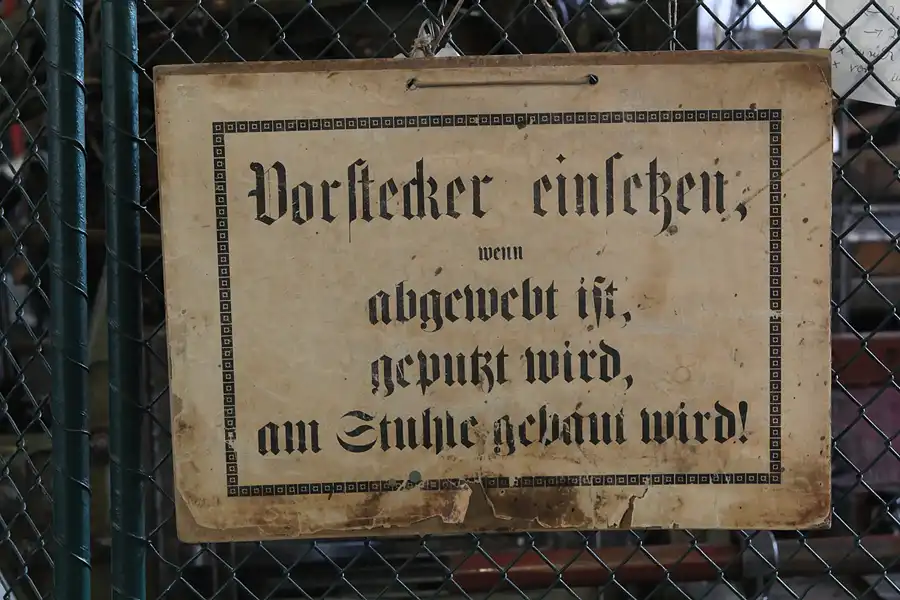 Vorstecker einsetzen,
wenn
abgewebt ist,
geputzt wird,
am Stuhle gebaut wird!